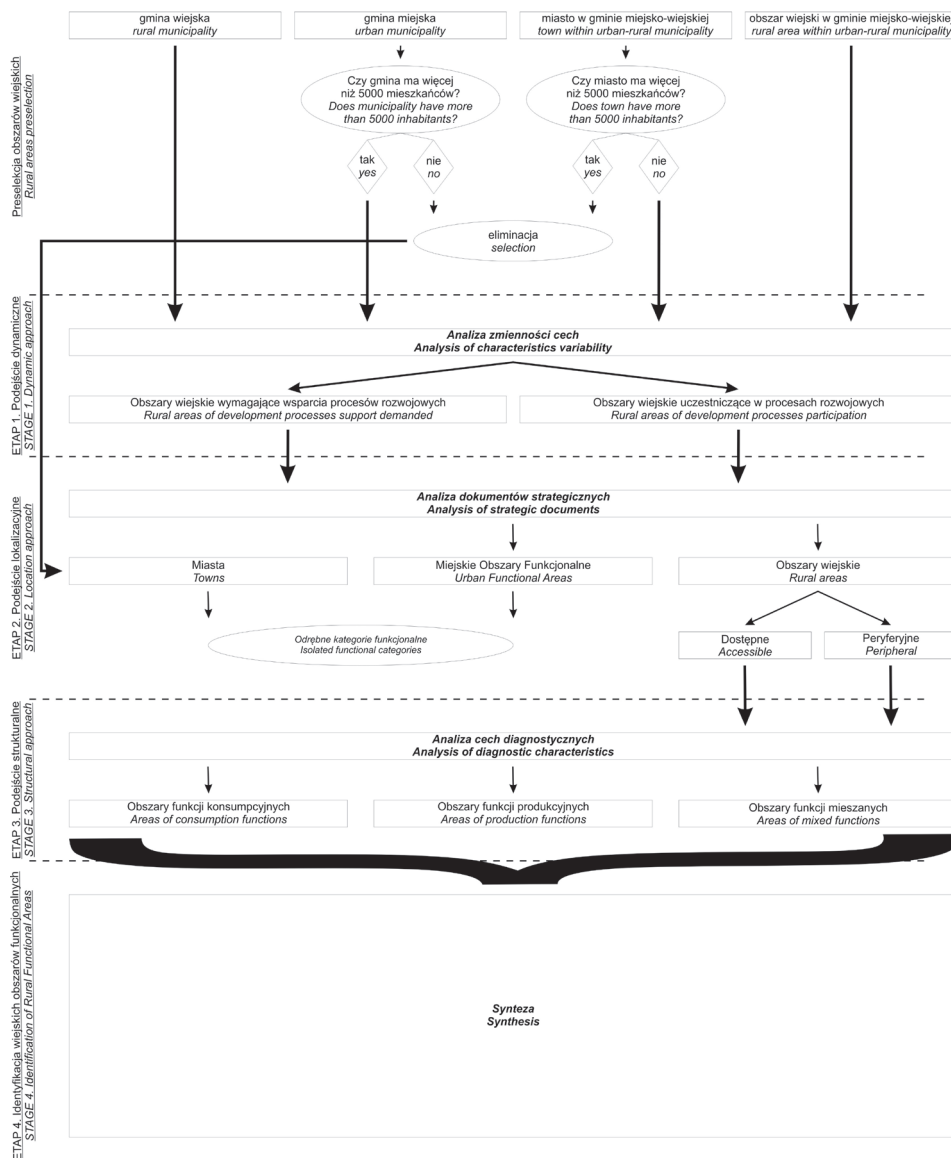 gmina wiejska
rural municipality
gmina miejska
urban municipality
miasto w gminie miejsko-wiejskiej
town within urban-rural municipality
obszar wiejski w gminie miejsko-wiejskiej
rural area within urban-rural municipality
Preselekcja obszarów wiejskich
Rural areas preselection
Czy gmina ma więcej
niż 5000 mieszkańców?
Does municipality have more
than 5000 inhabitants?
Czy miasto ma więcej
niż 5000 mieszkańców?
Does town have more
than 5000 inhabitants?
tak
yes
nie
no
tak
yes
nie
no
eliminacja
selection
ETAP 1. Podejście dynamiczne
STAGE 1. Dynamic approach
Analiza zmienności cech
Analysis of characteristics variability
Obszary wiejskie wymagające wsparcia procesów rozwojowych
Rural areas of development processes support demanded
Obszary wiejskie uczestniczące w procesach rozwojowych
Rural areas of development processes participation
ETAP 2. Podejście lokalizacyjne
STAGE 2. Location approach
Analiza dokumentów strategicznych
Analysis of strategic documents
Miasta
Towns
Miejskie Obszary Funkcjonalne
Urban Functional Areas
Obszary wiejskie
Rural areas
Odrębne kategorie funkcjonalne
Isolated functional categories
Dostępne
Accessible
Peryferyjne
Peripheral
ETAP 3. Podejście strukturalne
STAGE 3. Structural approach
Analiza cech diagnostycznych
Analysis of diagnostic characteristics
Obszary funkcji konsumpcyjnych
Areas of consumption functions
Obszary funkcji produkcyjnych
Areas of production functions
Obszary funkcji mieszanych
Areas of mixed functions
ETAP 4. Identyfikacja wiejskich obszarów funkcjonalnych
STAGE 4. Identification of Rural Functional Areas
Synteza
Synthesis